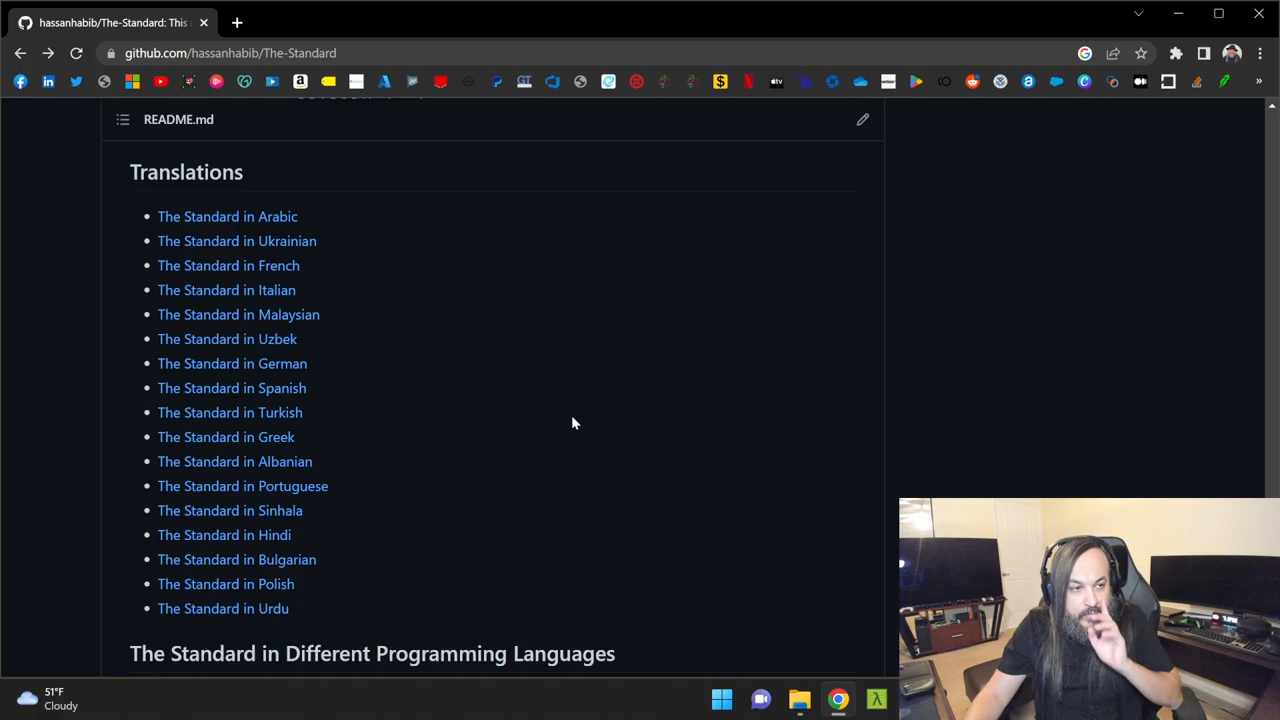 hassanhabib/The-Standard: This
github.com/hassanhabib/The-Standard
README.md
Translations
The Standard in Arabic
The Standard in Ukrainian
The Standard in French
The Standard in Italian
The Standard in Malaysian
The Standard in Uzbek
The Standard in German
The Standard in Spanish
The Standard in Turkish
The Standard in Greek
The Standard in Albanian
The Standard in Portuguese
The Standard in Sinhala
The Standard in Hindi
The Standard in Bulgarian
The Standard in Polish
The Standard in Urdu
The Standard in Different Programming Languages
51°F
Cloudy